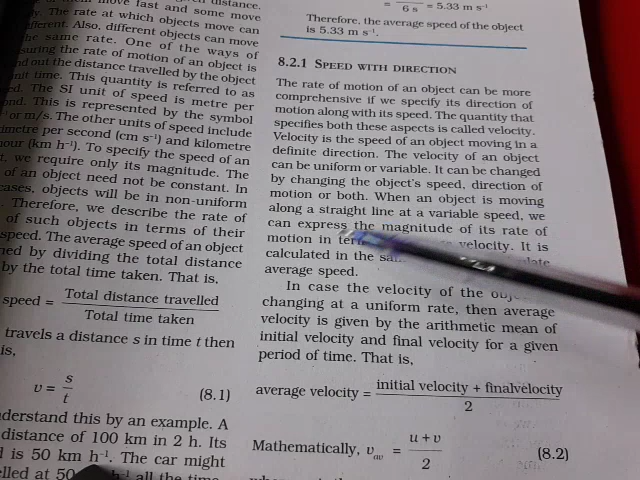 distance.
move fast and some move
The rate at which objects move can
Also, different objects can move
same rate. One of the ways of
the rate of motion of an object is
out the distance travelled by the object
time. This quantity is referred to as
The SI unit of speed is metre per
This is represented by the symbol
or m/s. The other units of speed include
per second (cm s⁻¹) and kilometre
(km h⁻¹). To specify the speed of an
we require only its magnitude. The
of an object need not be constant. In
cases, objects will be in non-uniform
Therefore, we describe the rate of
of such objects in terms of their
speed. The average speed of an object
by dividing the total distance
by the total time taken. That is,
speed = Total distance travelled
Total time taken
travels a distance s in time t then
is,
υ = s
t (8.1)
understand this by an example. A
distance of 100 km in 2 h. Its
is 50 km h⁻¹. The car might
at 50 h⁻¹ all the time
= 6 s = 5.33 m s⁻¹
Therefore, the average speed of the object
is 5.33 m s⁻¹.
8.2.1 SPEED WITH DIRECTION
The rate of motion of an object can be more
comprehensive if we specify its direction of
motion along with its speed. The quantity that
specifies both these aspects is called velocity.
Velocity is the speed of an object moving in a
definite direction. The velocity of an object
can be uniform or variable. It can be changed
by changing the object's speed, direction of
motion or both. When an object is moving
along a straight line at a variable speed, we
can express the magnitude of its rate of
motion in velocity. It is
calculated in the
average speed.
In case the velocity of the
changing at a uniform rate, then average
velocity is given by the arithmetic mean of
initial velocity and final velocity for a given
period of time. That is,
average velocity = initial velocity + finalvelocity
2
Mathematically, υav = u + υ
2 (8.2)